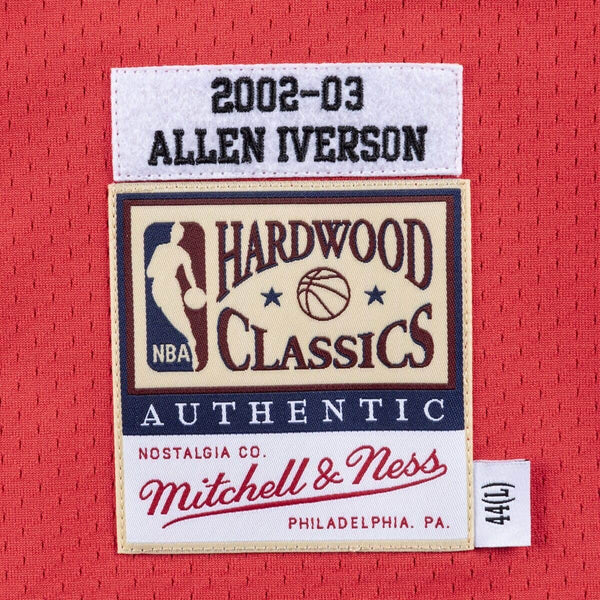 2002-03
ALLEN IVERSON
HARDWOOD
CLASSICS
NBA
AUTHENTIC
NOSTALGIA CO.
Mitchell & Ness
PHILADELPHIA. PA.
44(L)